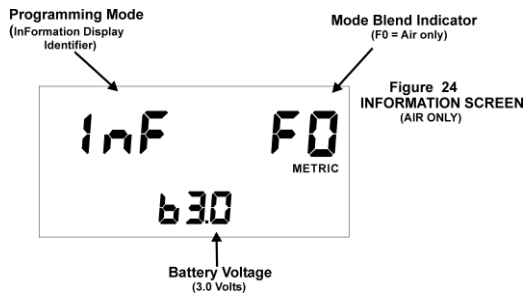 Programming Mode
(InFormation Display
Identifier)
Mode Blend Indicator
(F0 = Air only)
Figure 24
INFORMATION SCREEN
(AIR ONLY)
InF F0
METRIC
b3.0
Battery Voltage
(3.0 Volts)